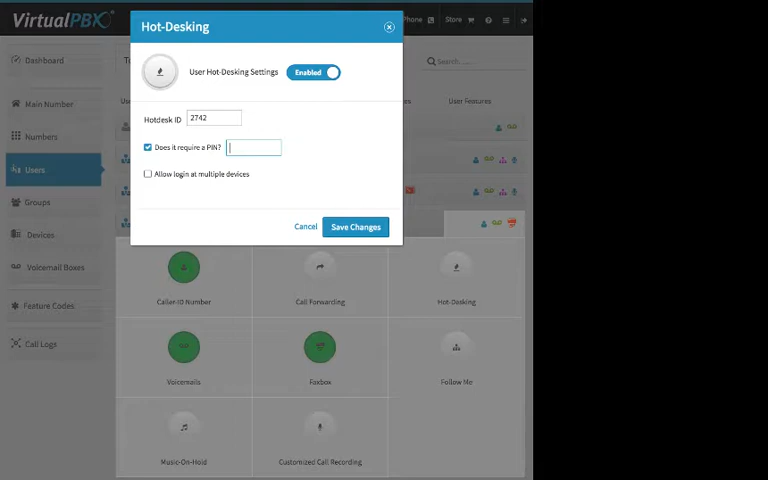 VirtualPBX
Phone
Store
Hot-Desking
User Hot-Desking Settings
Enabled
Hotdesk ID
2742
Does it require a PIN?
Allow login at multiple devices
Cancel
Save Changes
Search......
User Features
Dashboard
Main Number
Numbers
Users
Groups
Devices
Voicemail Boxes
Feature Codes
Call Logs
Caller-ID Number
Call Forwarding
Hot-Desking
Voicemails
Faxbox
Follow Me
Music-On-Hold
Customized Call Recording